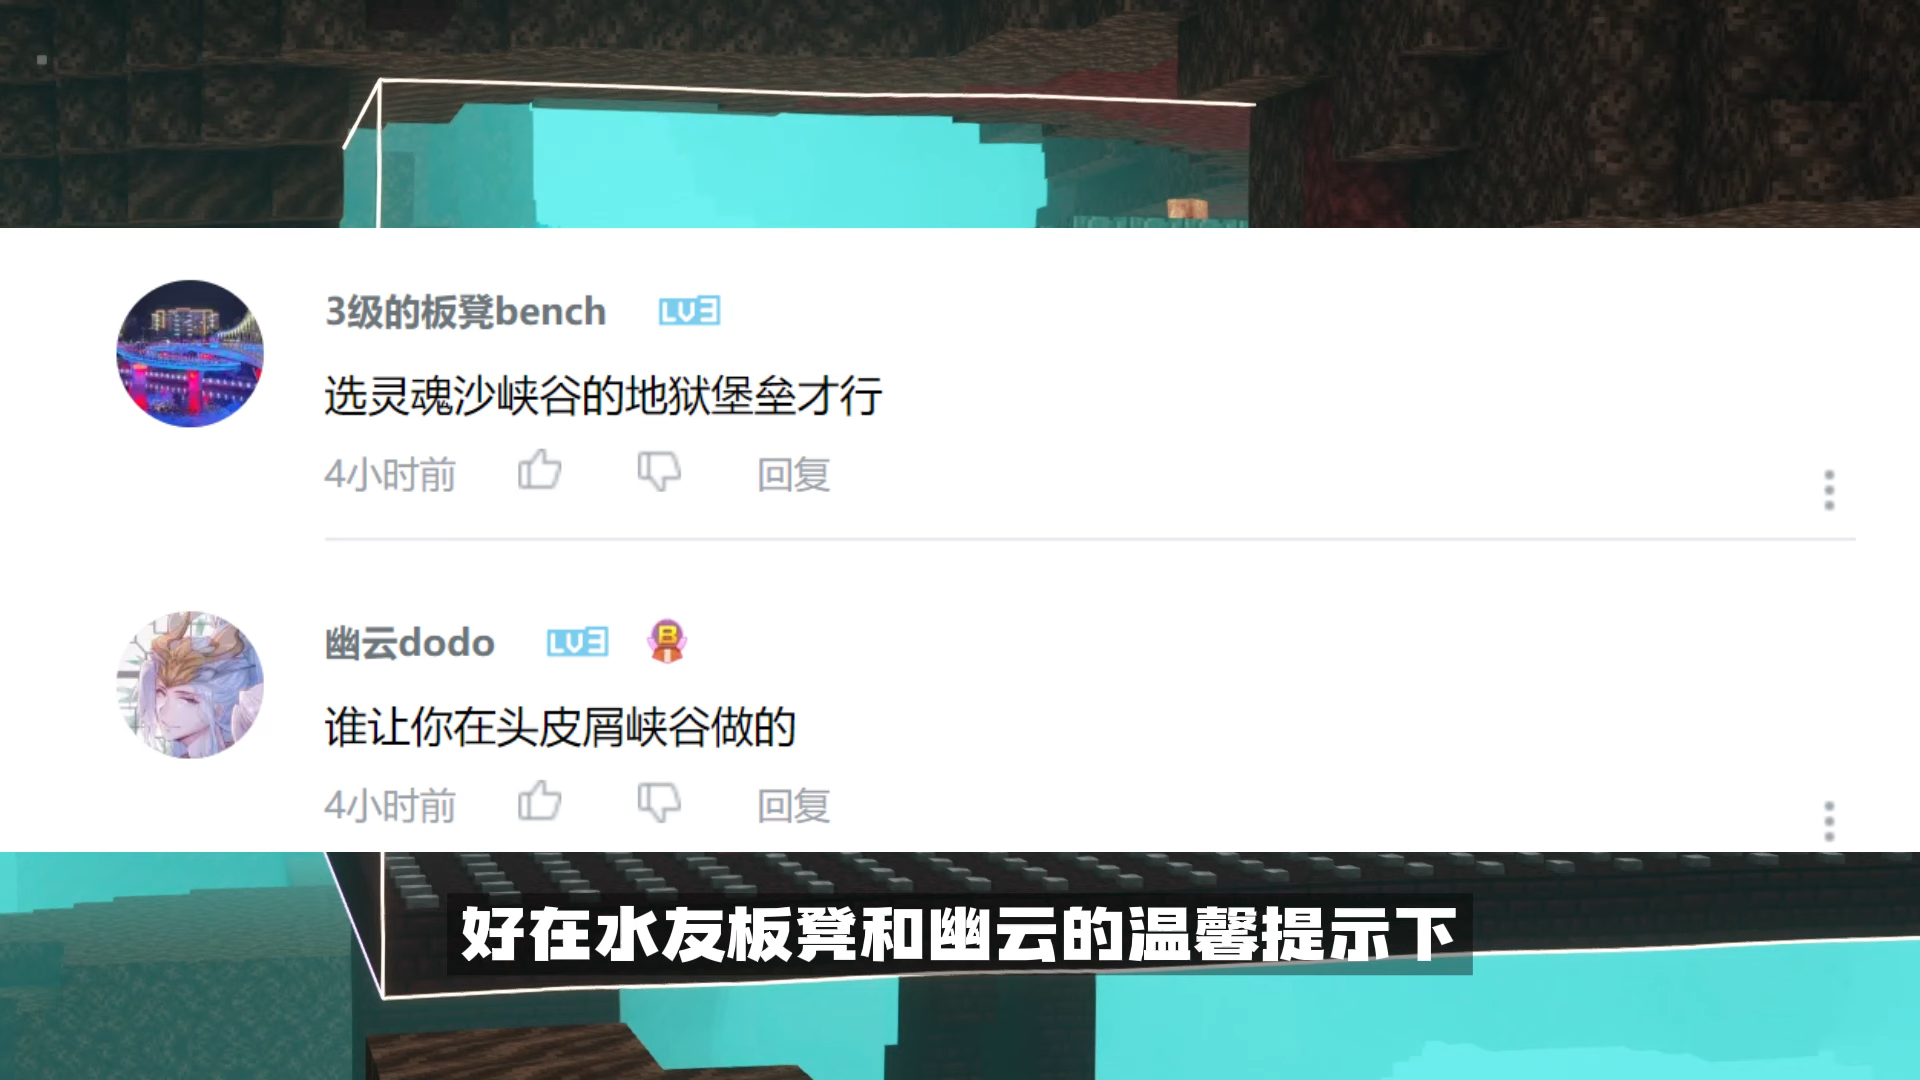 3级的板凳bench LV3
选灵魂沙峡谷的地狱堡垒才行
4小时前 回复
幽云dodo LV3 B
谁让你在头皮屑峡谷做的
4小时前 回复
好在水友板凳和幽云的温馨提示下